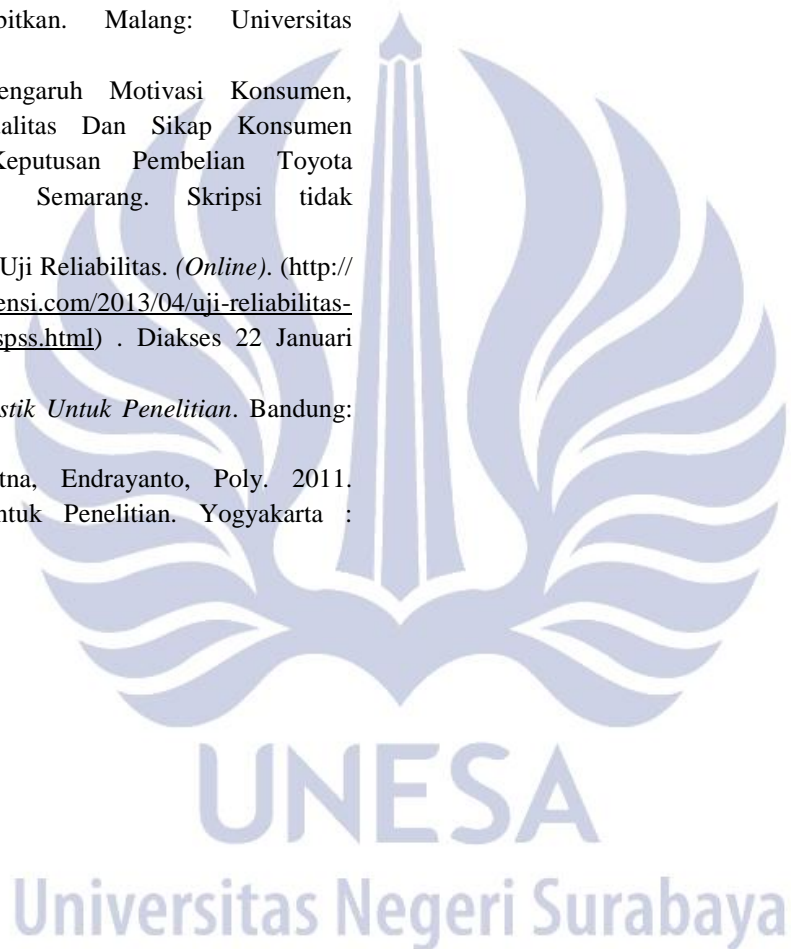 bitkan. Malang: Universitas
engaruh Motivasi Konsumen,
alitas Dan Sikap Konsumen
Keputusan Pembelian Toyota
Semarang. Skripsi tidak
Uji Reliabilitas. (Online). (http://
ensi.com/2013/04/uji-reliabilitas-
spss.html) . Diakses 22 Januari
stik Untuk Penelitian. Bandung:
tna, Endrayanto, Poly. 2011.
ntuk Penelitian. Yogyakarta :
UNESA
Universitas Negeri Surabaya